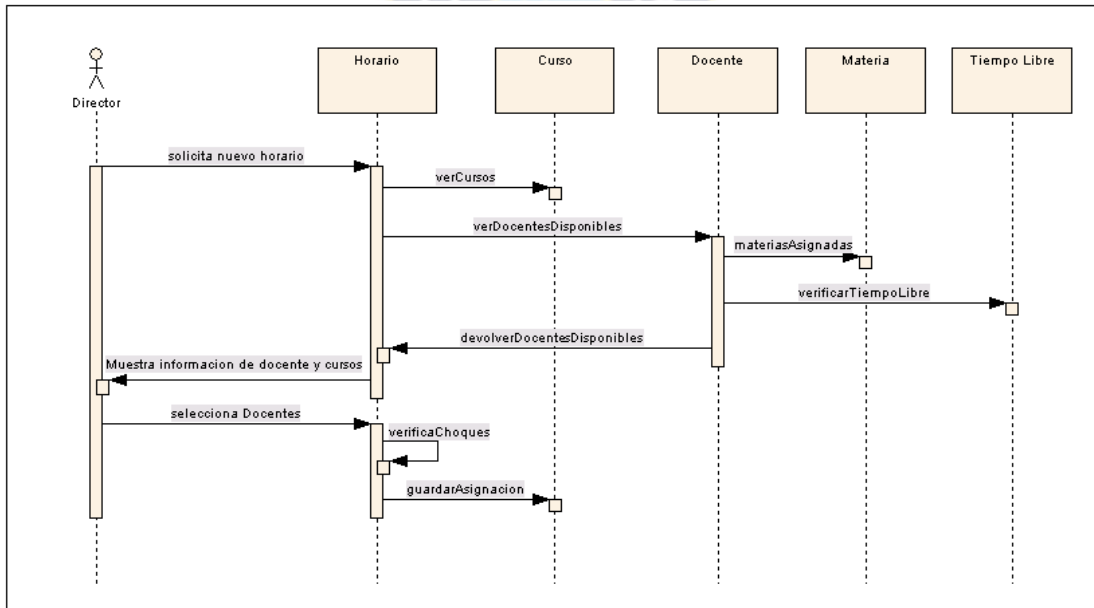 Horario
Curso
Docente
Materia
Tiempo Libre
Director
solicita nuevo horario
verCursos
verDocentesDisponibles
materiasAsignadas
verificarTiempoLibre
devolverDocentesDisponibles
Muestra informacion de docente y cursos
selecciona Docentes
verificaChoques
guardarAsignacion